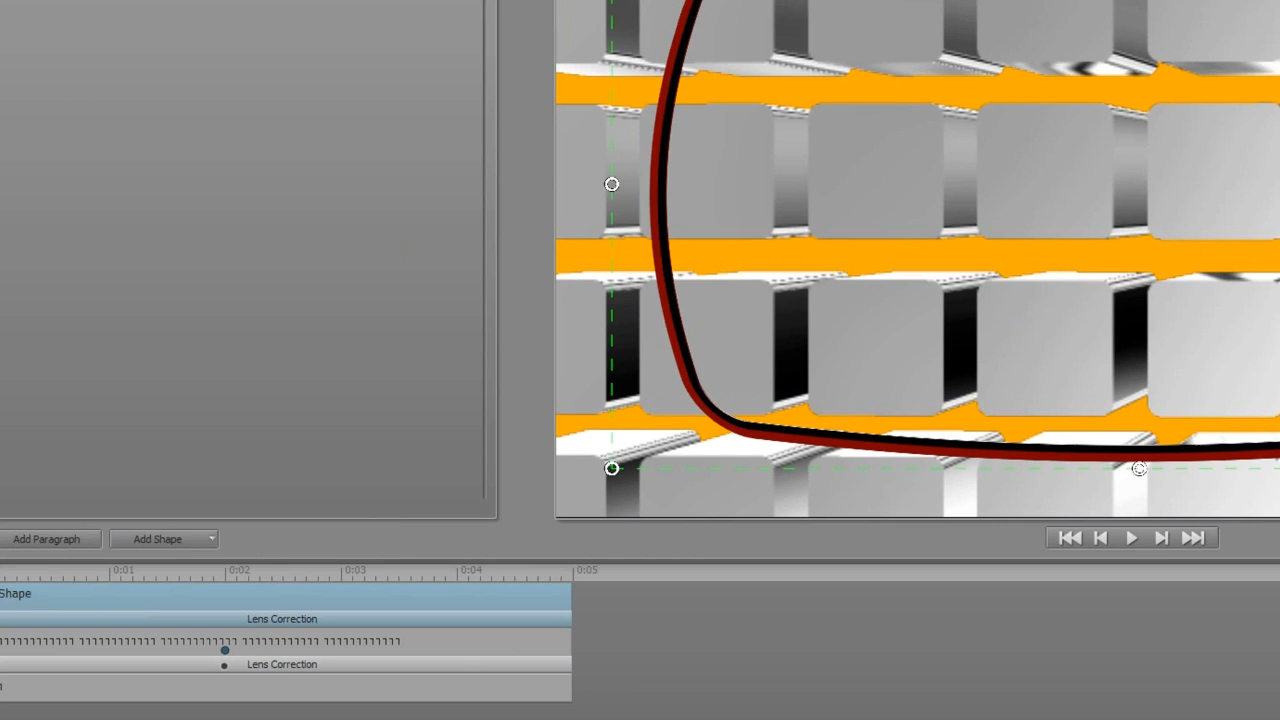 Add Paragraph
Add Shape
0:01
0:02
0:03
0:04
0:05
Shape
Lens Correction
Lens Correction